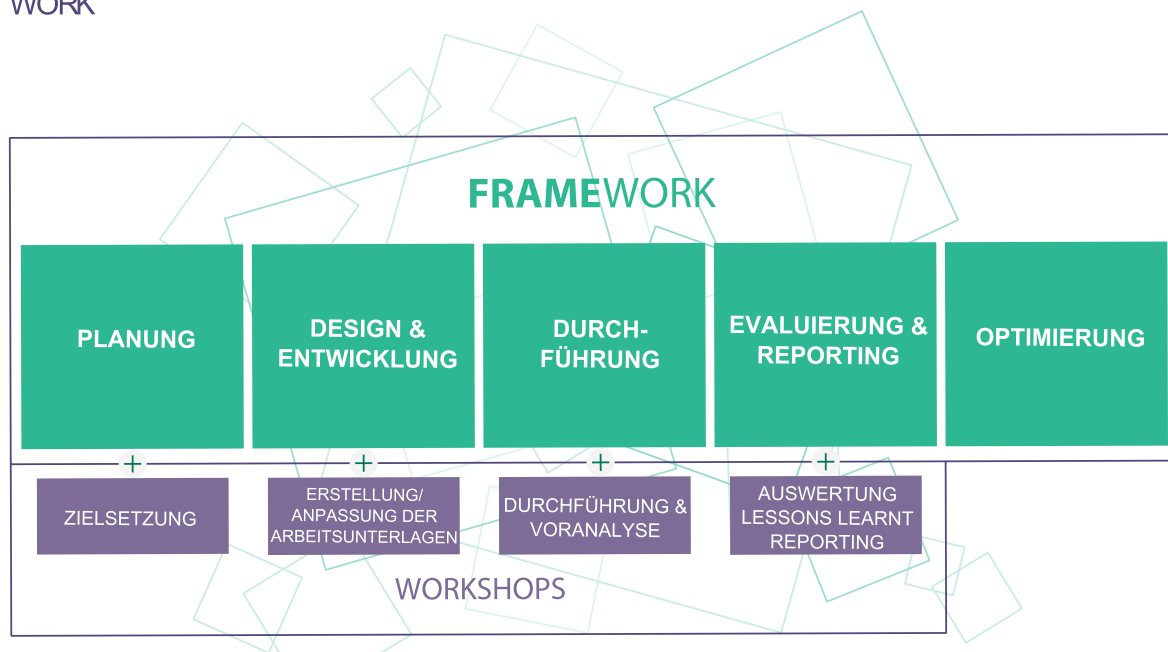 WORK
FRAMEWORK
PLANUNG
DESIGN &
ENTWICKLUNG
DURCH-
FÜHRUNG
EVALUIERUNG &
REPORTING
OPTIMIERUNG
ZIELSETZUNG
ERSTELLUNG/
ANPASSUNG DER
ARBEITSUNTERLAGEN
DURCHFÜHRUNG &
VORANALYSE
AUSWERTUNG
LESSONS LEARNT
REPORTING
WORKSHOPS